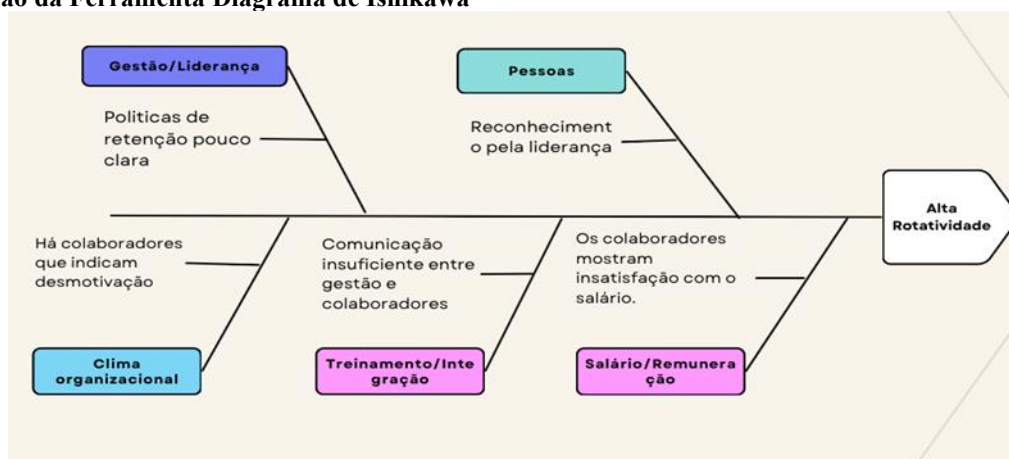 ão da Ferramenta Diagrama de Ishikawa
Gestão/Liderança
Pessoas
Politicas de
retenção pouco
clara
Reconheciment
o pela liderança
Alta
Rotatividade
Há colaboradores
que indicam
desmotivação
Comunicação
insuficiente entre
gestão e
colaboradores
Os colaboradores
mostram
insatisfação com o
salário.
Clima
organizacional
Treinamento/Inte
gração
Salário/Remunera
ção